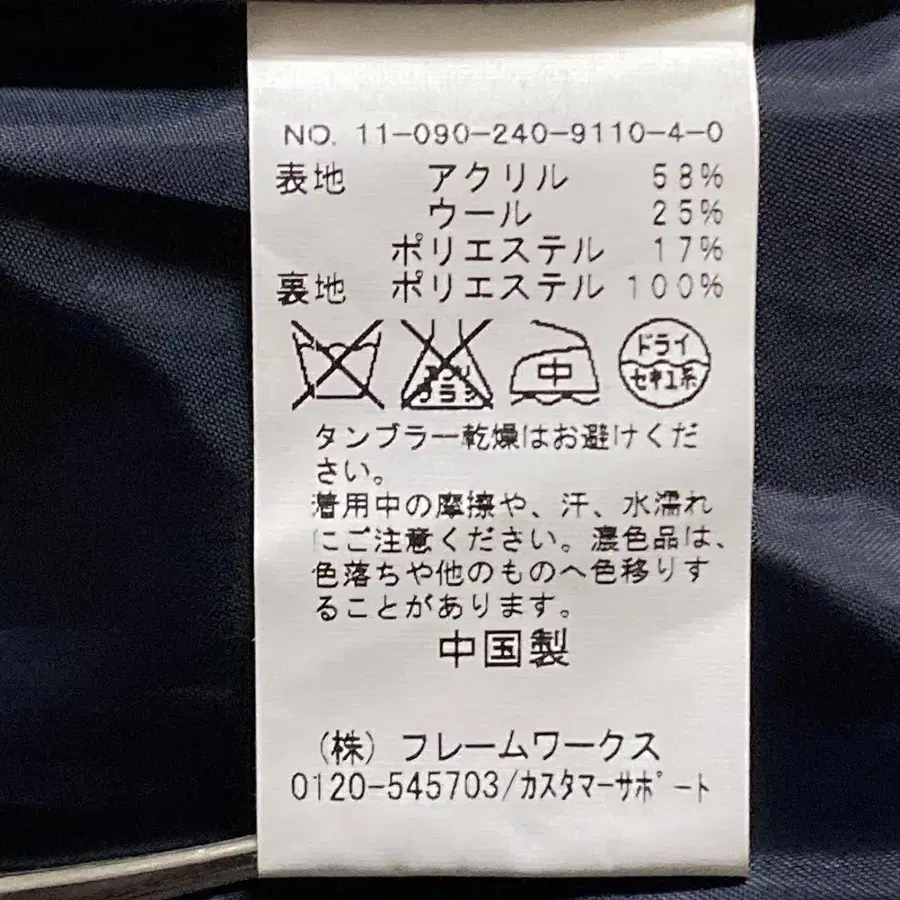 NO. 11-090-240-9110-4-0
表地 アクリル 58%
ウール 25%
ポリエステル 17%
裏地 ポリエステル 100%
エンソ
サラシ
中
ドライ
セキユ系
タンブラー乾燥はお避けくだ
さい。
着用中の摩擦や、汗、水濡れ
にご注意ください。濃色品は、
色落ちや他のものへ色移りす
ることがあります。
中国製
(株) フレームワークス
0120-545703/カスタマーサポート